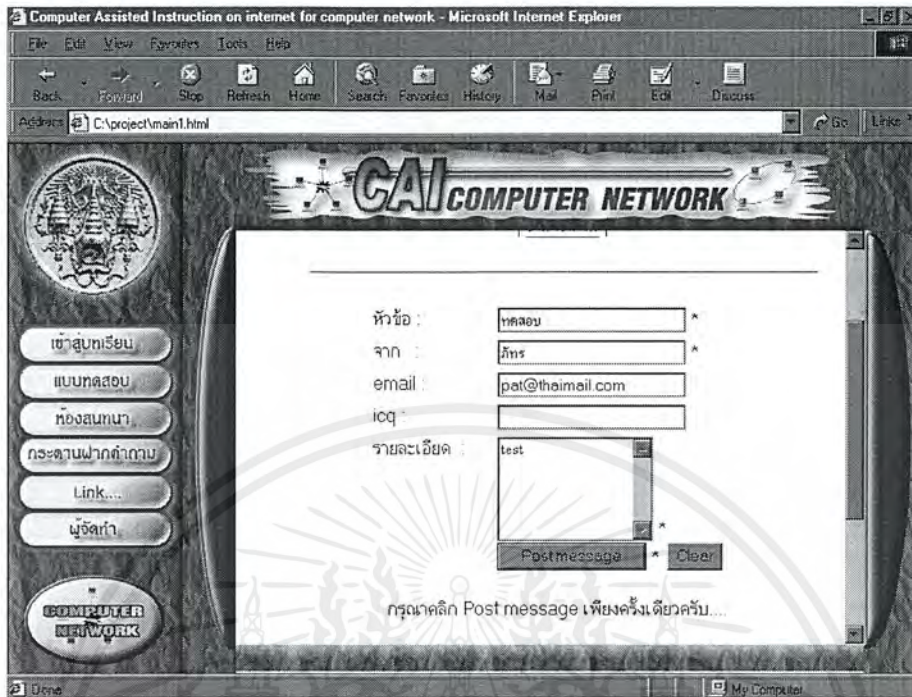 Computer Assisted Instruction on internet for computer network - Microsoft Internet Explorer
File Edit View Favorites Tools Help
Back Forward Stop Refresh Home Search Favorites History Mail Print Edit Discuss
Address C:\project\main1.html Go Links
CAI COMPUTER NETWORK
หัวข้อ : ทดสอบ *
จาก : ภัทร *
email : pat@thaimail.com
icq :
รายละเอียด : test *
Post message * Clear
กรุณาคลิก Post message เพียงครั้งเดียวครับ....
เข้าสู่บทเรียน
แบบทดสอบ
ห้องสนทนา
กระดานฝากคำถาม
Link....
ผู้จัดทำ
COMPUTER
NETWORK
Done My Computer